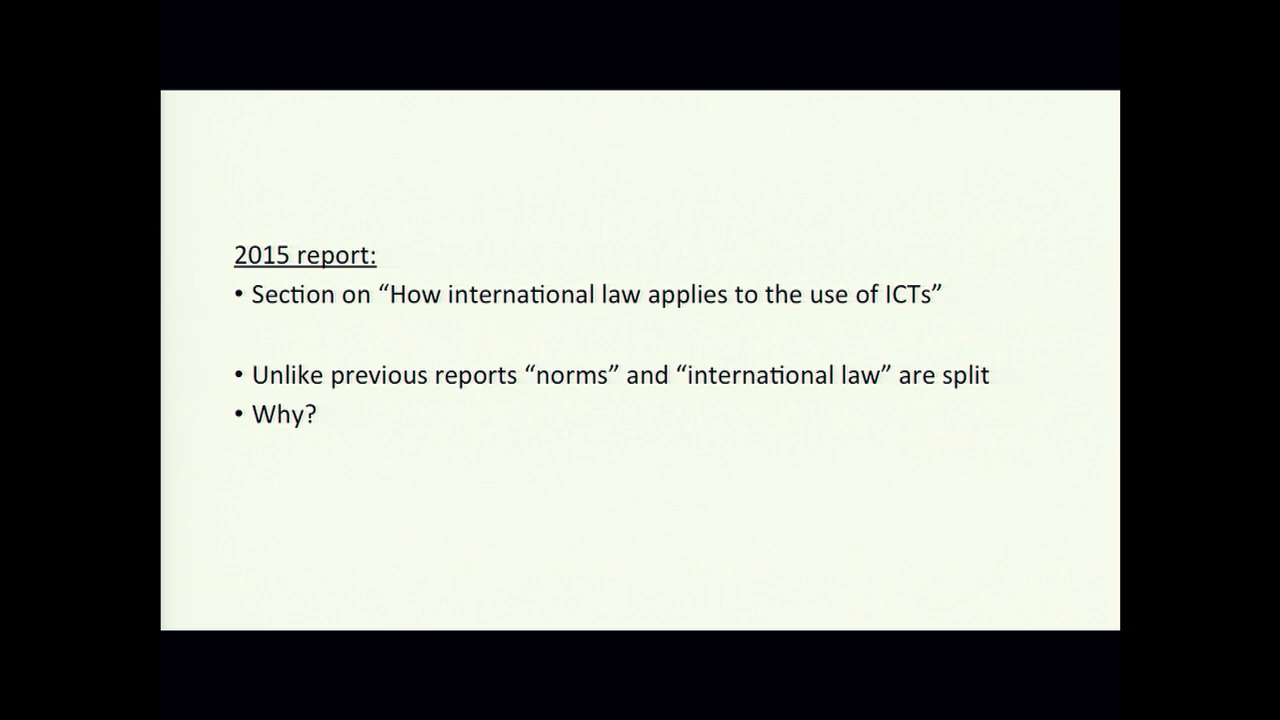 2015 report:
• Section on “How international law applies to the use of ICTs”
• Unlike previous reports “norms” and “international law” are split
• Why?